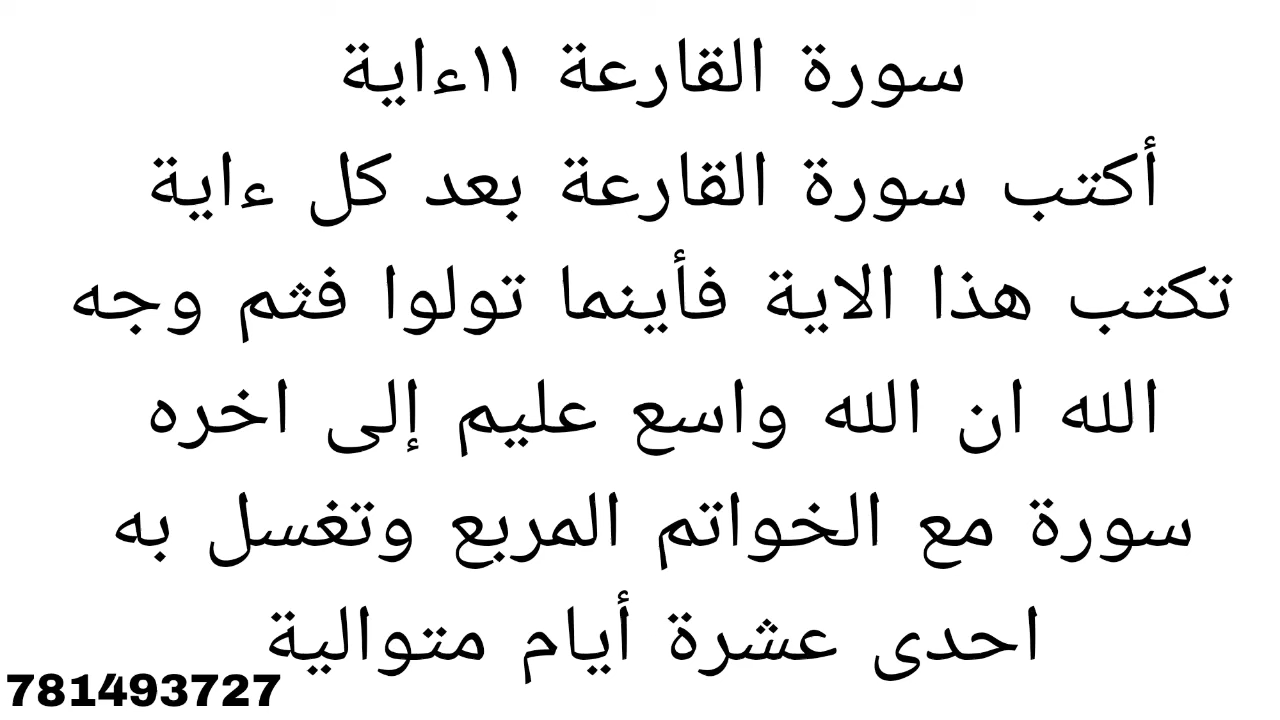 سورة القارعة ١١ءاية
أكتب سورة القارعة بعد كل ءاية
تكتب هذا الاية فأينما تولوا فثم وجه
الله ان الله واسع عليم إلى اخره
سورة مع الخواتم المربع وتغسل به
احدى عشرة أيام متوالية
781493727